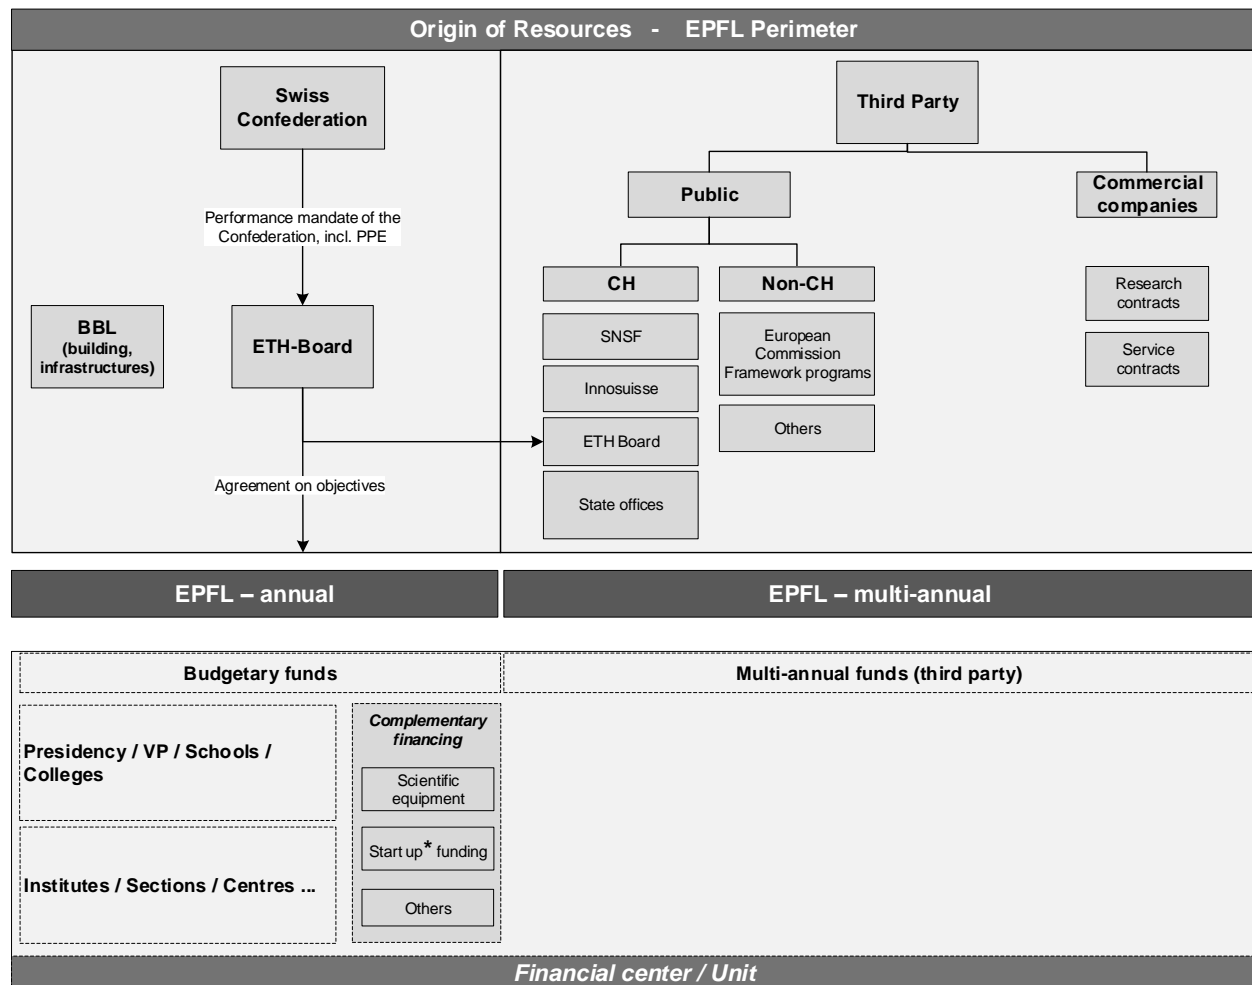 Origin of Resources - EPFL Perimeter
Swiss
Confederation
Performance mandate of the
Confederation, incl. PPE
BBL
(building,
infrastructures)
ETH-Board
Agreement on objectives
Third Party
Public
Commercial
companies
CH
Non-CH
SNSF
Innosuisse
ETH Board
State offices
European
Commission
Framework programs
Others
Research
contracts
Service
contracts
EPFL – annual
EPFL – multi-annual
Budgetary funds
Multi-annual funds (third party)
Presidency / VP / Schools /
Colleges
Institutes / Sections / Centres ...
Complementary
financing
Scientific
equipment
Start up* funding
Others
Financial center / Unit